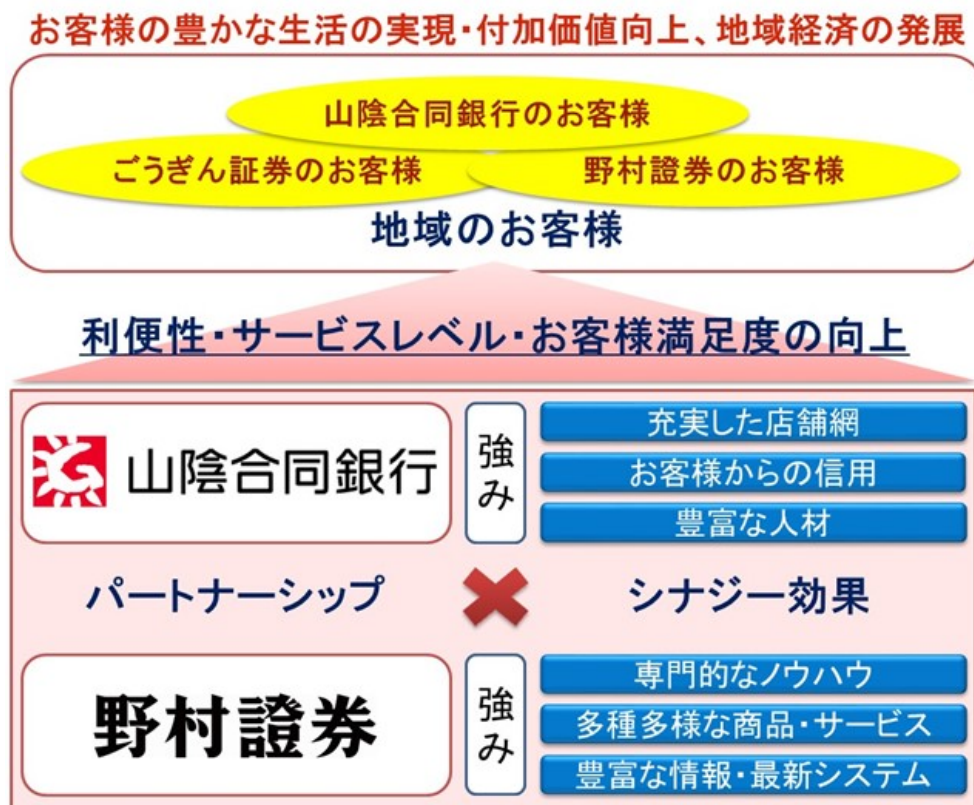 お客様の豊かな生活の実現・付加価値向上、地域経済の発展
山陰合同銀行のお客様
ごうぎん証券のお客様
野村證券のお客様
地域のお客様
利便性・サービスレベル・お客様満足度の向上
山陰合同銀行
強み
充実した店舗網
お客様からの信用
豊富な人材
パートナーシップ
シナジー効果
野村證券
強み
専門的なノウハウ
多種多様な商品・サービス
豊富な情報・最新システム